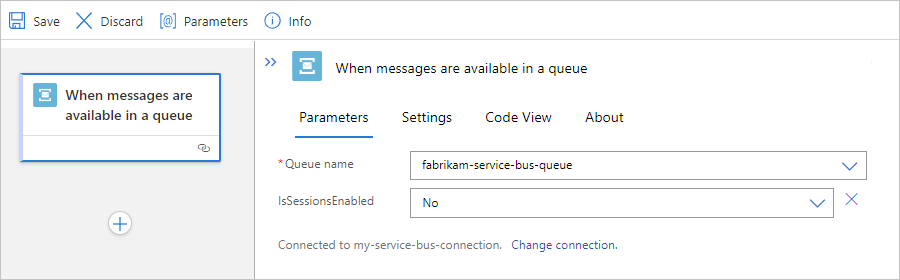 Save Discard Parameters Info
When messages are
available in a queue
When messages are available in a queue
Parameters Settings Code View About
*Queue name fabrikam-service-bus-queue
IsSessionsEnabled No
Connected to my-service-bus-connection. Change connection.